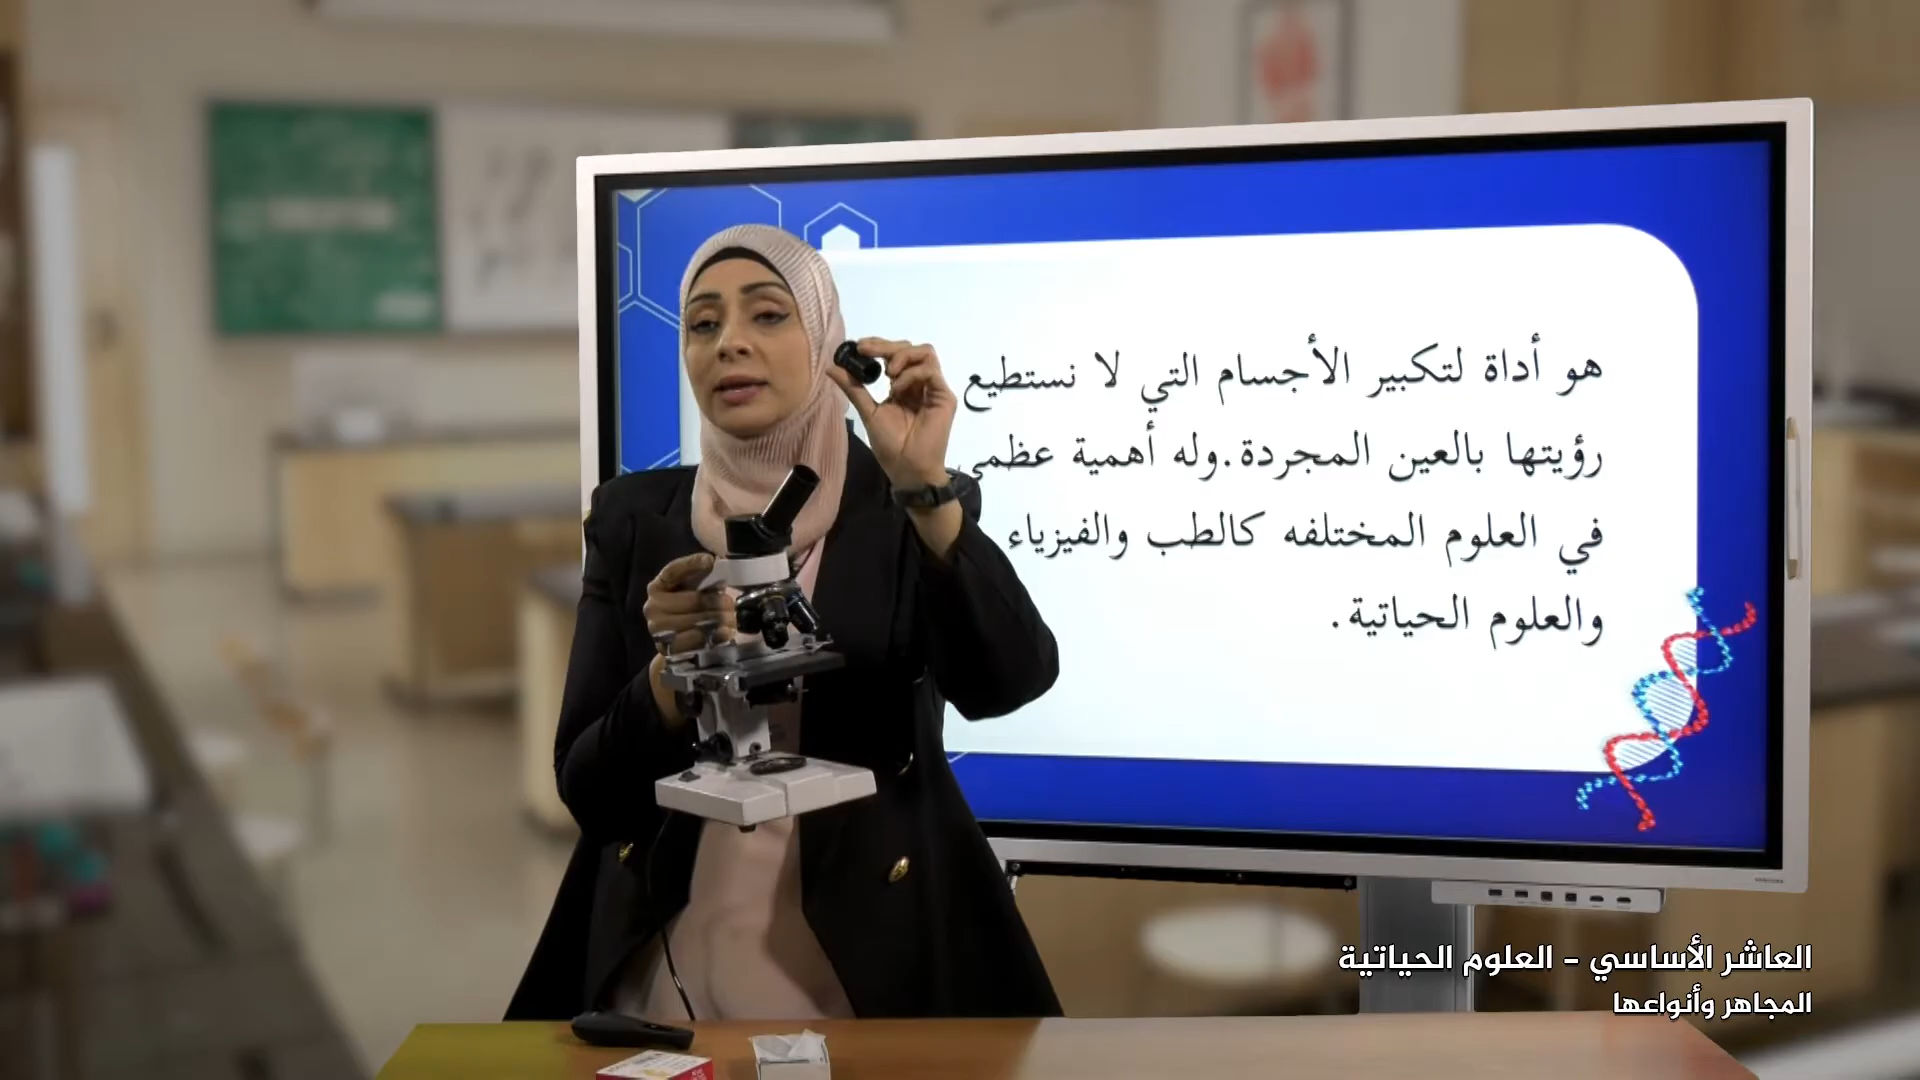 هو أداة لتكبير الأجسام التي لا نستطيع
رؤيتها بالعين المجردة.وله أهمية عظمى
في العلوم المختلفه كالطب والفيزياء
والعلوم الحياتية.
العاشر الأساسي - العلوم الحياتية
المجاهر وأنواعها